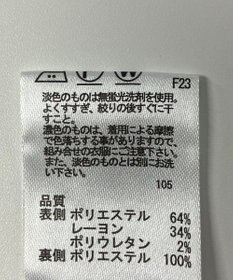 P W
F23
淡色のものは無蛍光洗剤を使用。
よくすすぎ、絞りの後すぐに干
すこと。
濃色のものは、着用による摩擦
で色落ちする事がありますので、
組み合せの衣服にご注意下さい。
また、淡色のものとは別にお洗
い下さい。
105
品質
表側 ポリエステル 64%
レーヨン 34%
ポリウレタン 2%
裏側 ポリエステル 100%